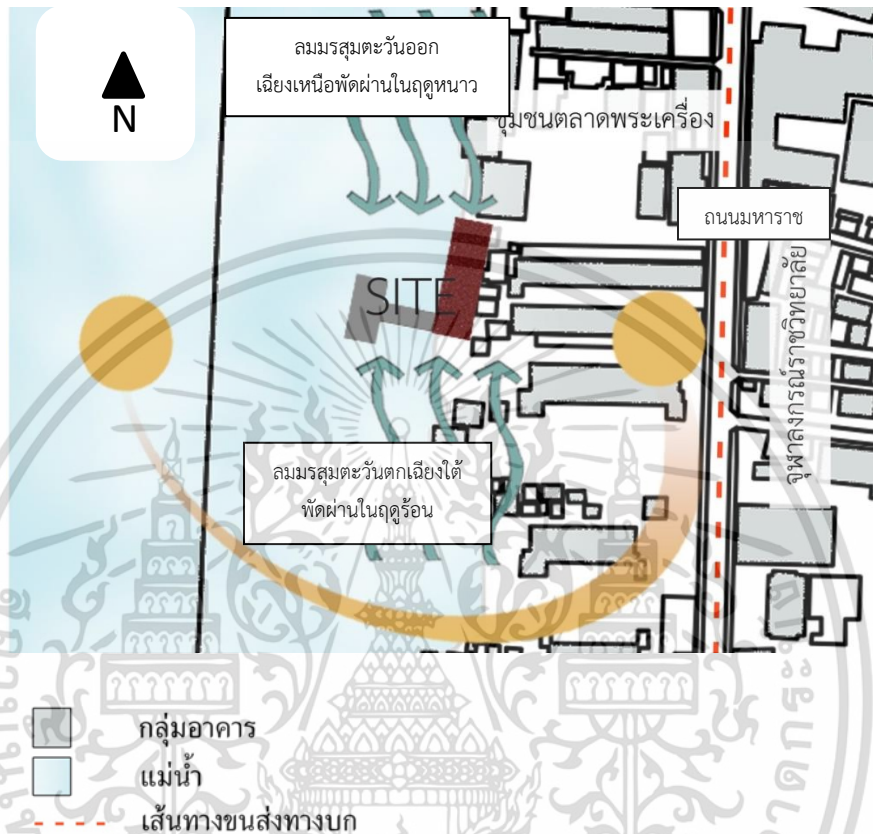 N
ลมมรสุมตะวันออก
เฉียงเหนือพัดผ่านในฤดูหนาว
ชุมชนตลาดพระเครื่อง
ถนนมหาราช
จุฬาลงกรณ์ราชวิทยาลัย
SITE
ลมมรสุมตะวันตกเฉียงใต้
พัดผ่านในฤดูร้อน
กลุ่มอาคาร
แม่น้ำ
เส้นทางขนส่งทางบก